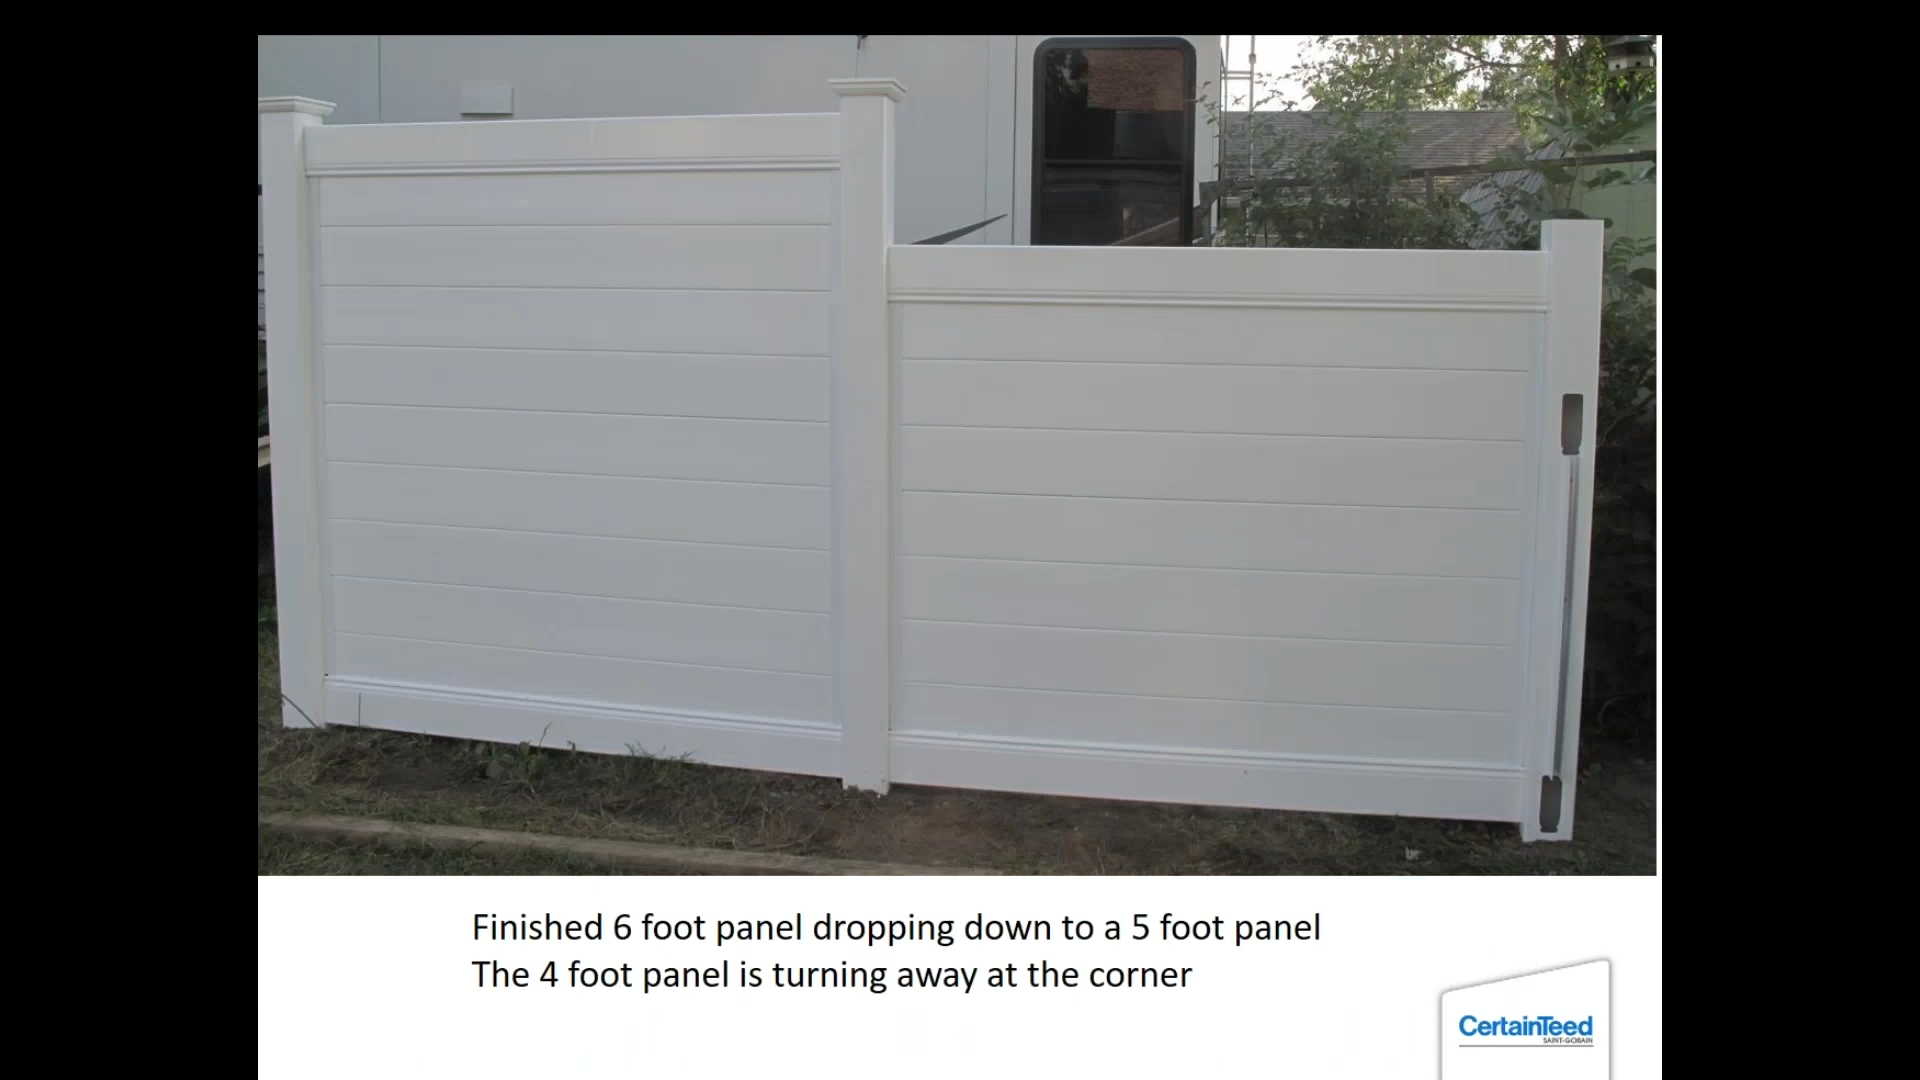 Finished 6 foot panel dropping down to a 5 foot panel
The 4 foot panel is turning away at the corner
CertainTeed
SAINT-GOBAIN